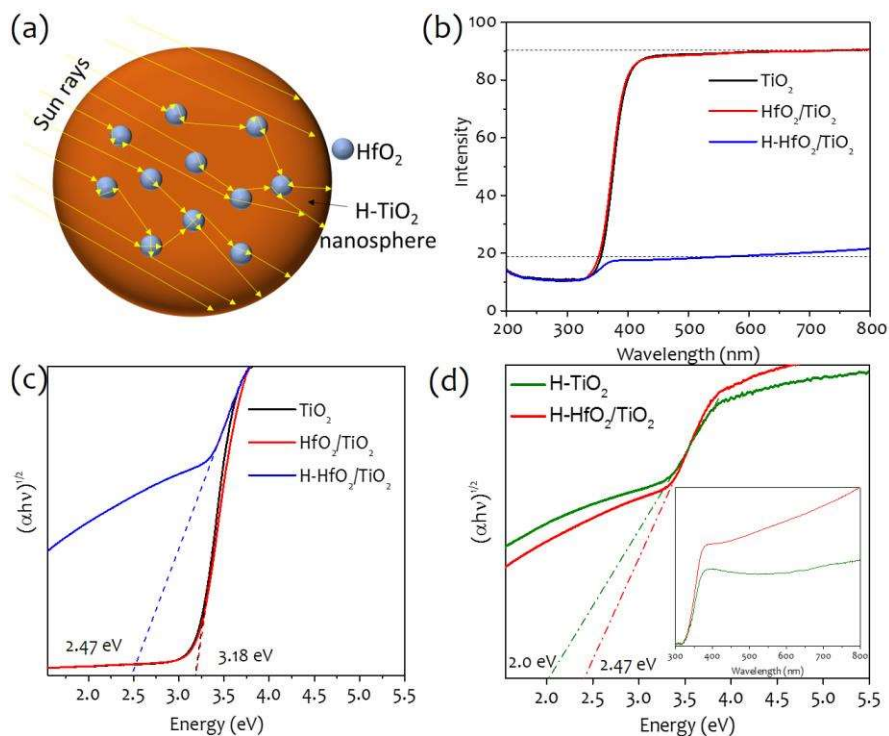 (a)
Sun rays
HfO₂
H-TiO₂
nanosphere
(b)
Intensity
90
80
60
40
20
0
TiO₂
HfO₂/TiO₂
H-HfO₂/TiO₂
200 300 400 500 600 700 800
Wavelength (nm)
(c)
(αhν)^1/2
TiO₂
HfO₂/TiO₂
H-HfO₂/TiO₂
2.47 eV
3.18 eV
2.0 2.5 3.0 3.5 4.0 4.5 5.0 5.5
Energy (eV)
(d)
(αhν)^1/2
H-TiO₂
H-HfO₂/TiO₂
300 400 500 600 700 800
Wavelength (nm)
2.0 eV
2.47 eV
2.0 2.5 3.0 3.5 4.0 4.5 5.0 5.5
Energy (eV)